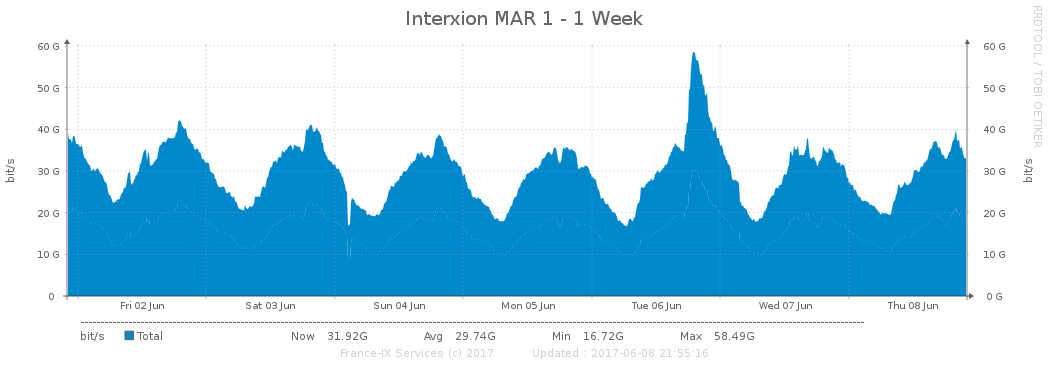 Interxion MAR 1 - 1 Week
RRDTOOL / TOBI OETIKER
bit/s
60 G 60 G
50 G 50 G
40 G 40 G
30 G 30 G
20 G 20 G
10 G 10 G
0 0 G
bit/s
Fri 02 Jun Sat 03 Jun Sun 04 Jun Mon 05 Jun Tue 06 Jun Wed 07 Jun Thu 08 Jun
bit/s Total Now 31.92G Avg 29.74G Min 16.72G Max 58.49G
France-IX Services (c) 2017 Updated : 2017-06-08 21:55:16